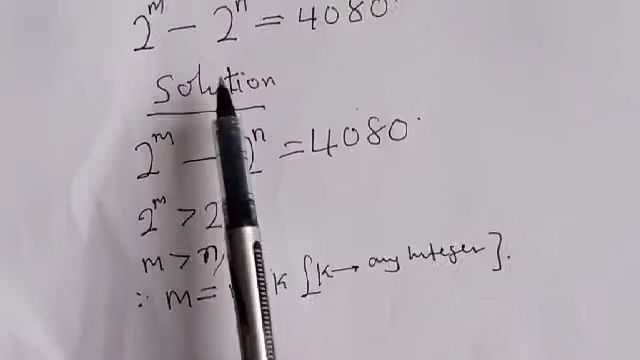 2^m - 2^n = 4080
Solution
2^m - 2^n = 4080
2^m > 2
m > n
∴ m = k [k → any integer].